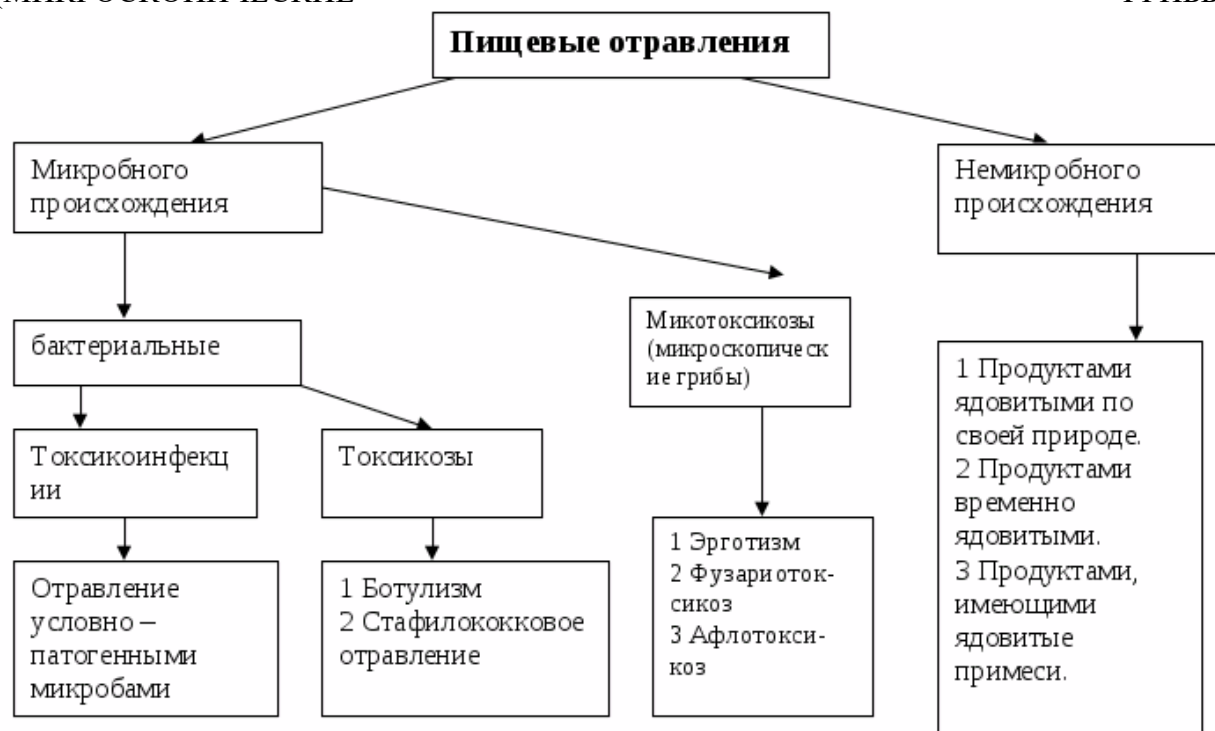 Пищевые отравления
Микробного
происхождения
Немикробного
происхождения
бактериальные
Микотоксикозы
(микроскопическ
ие грибы)
Токсикоинфекц
ии
Токсикозы
1 Продуктами
ядовитыми по
своей природе.
2 Продуктами
временно
ядовитыми.
3 Продуктами,
имеющими
ядовитые
примеси.
Отравление
условно –
патогенными
микробами
1 Ботулизм
2 Стафилококковое
отравление
1 Эрготизм
2 Фузариоток-
сикоз
3 Афлотокси-
коз